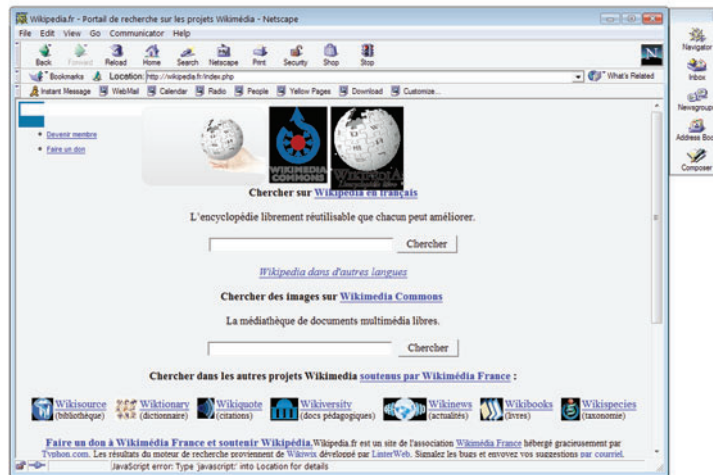 Wikipedia.fr - Portail de recherche sur les projets Wikimédia - Netscape
File Edit View Go Communicator Help
Back Forward Reload Home Search Netscape Print Security Shop Stop
N
Bookmarks Location: http://wikipedia.fr/index.php What's Related
Instant Message WebMail Calendar Radio People Yellow Pages Download Customize...
Navigator
Inbox
Newsgroups
Address Boo
Composer
Devenir membre
Faire un don
WIKIMEDIA
COMMONS
WIKIPÉDIA
L'encyclopédie libre
Chercher sur Wikipédia en français
L'encyclopédie librement réutilisable que chacun peut améliorer.
Chercher
Wikipedia dans d'autres langues
Chercher des images sur Wikimedia Commons
La médiathèque de documents multimédia libres.
Chercher
Chercher dans les autres projets Wikimedia soutenus par Wikimédia France :
Wikisource (bibliothèque)
Wiktionary (dictionnaire)
Wikiquote (citations)
Wikiversity (docs pédagogiques)
Wikinews (actualités)
Wikibooks (livres)
Wikispecies (taxonomie)
Faire un don à Wikimédia France et soutenir Wikipédia. Wikipedia.fr est un site de l'association Wikimédia France hébergé gracieusement par
Typhon.com. Les résultats du moteur de recherche proviennent de Wikiwix développé par ListerWeb. Signalez les bugs et envoyez vos suggestions par courriel.
JavaScript error: Type 'javascript:' into Location for details